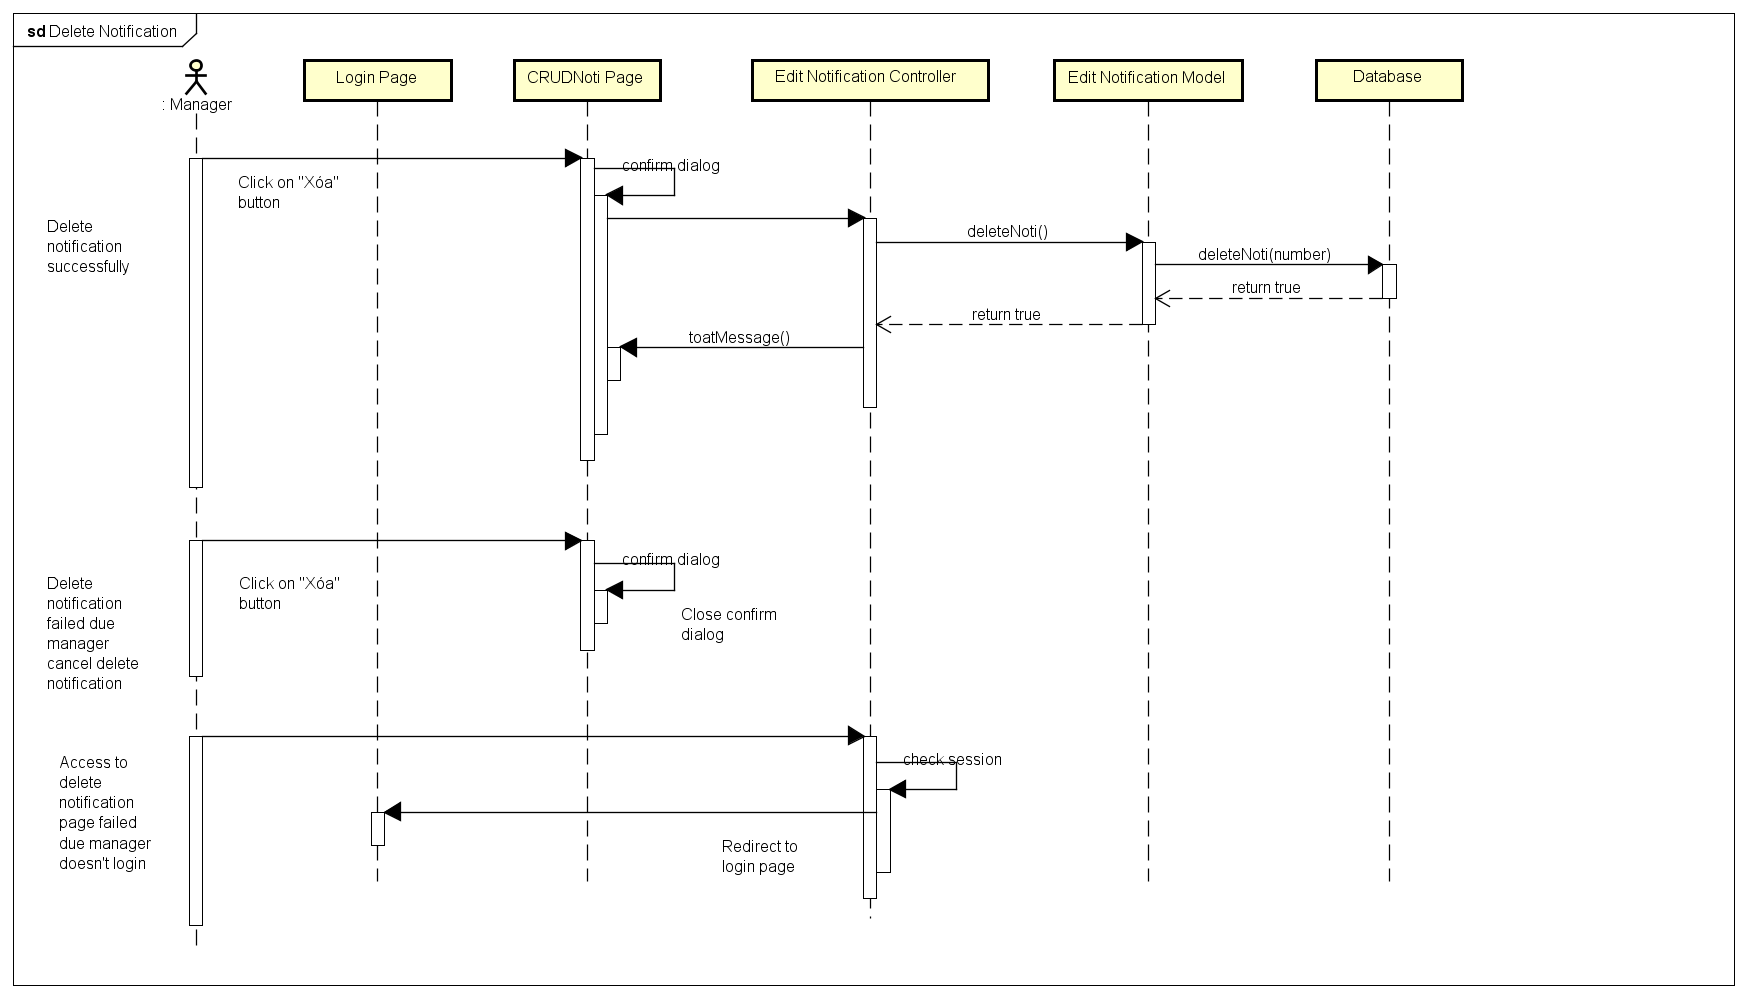 sd Delete Notification
: Manager
Login Page
CRUDNoti Page
Edit Notification Controller
Edit Notification Model
Database
confirm dialog
Click on "Xóa"
button
Delete
notification
successfully
deleteNoti()
deleteNoti(number)
return true
return true
toatMessage()
confirm dialog
Delete
notification
failed due
manager
cancel delete
notification
Click on "Xóa"
button
Close confirm
dialog
Access to
delete
notification
page failed
due manager
doesn't login
check session
Redirect to
login page